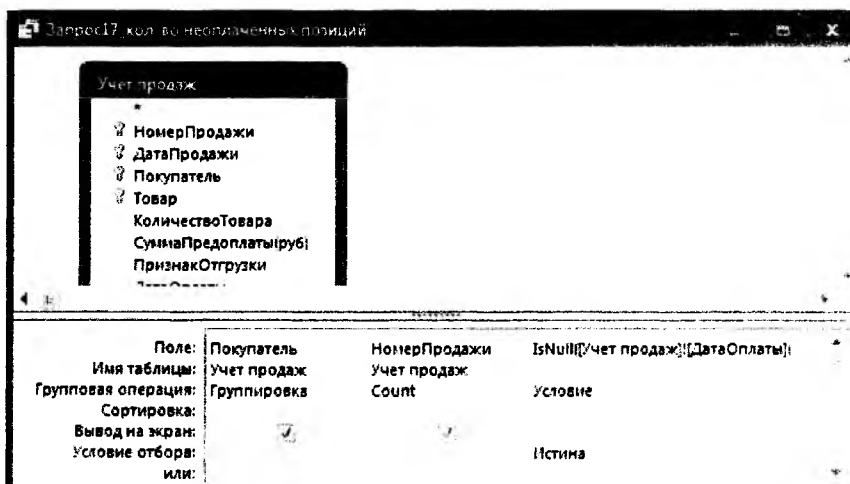 Запрос17_кол_во неоплаченных позиций
Учет продаж
*
НомерПродажи
ДатаПродажи
Покупатель
Товар
КоличествоТовара
СуммаПредоплаты(руб)
ПризнакОтгрузки
ДатаОплаты
Поле: Покупатель НомерПродажи IsNull([Учет продаж]![ДатаОплаты])
Имя таблицы: Учет продаж Учет продаж
Групповая операция: Группировка Count Условие
Сортировка:
Вывод на экран:
Условие отбора: Истина
или: